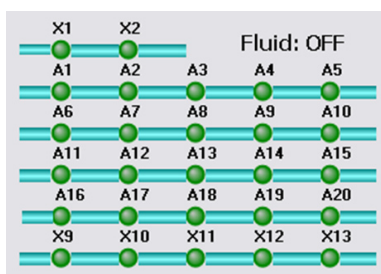 X1 X2
Fluid: OFF
A1 A2 A3 A4 A5
A6 A7 A8 A9 A10
A11 A12 A13 A14 A15
A16 A17 A18 A19 A20
X9 X10 X11 X12 X13